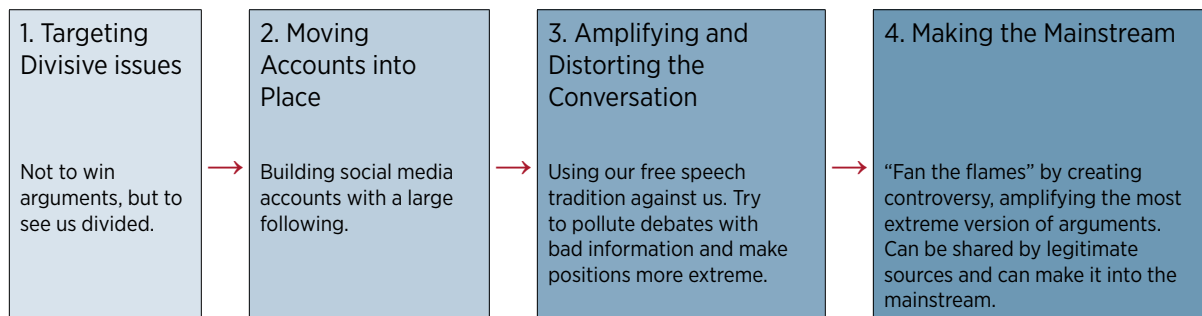 1. Targeting
Divisive issues
Not to win
arguments, but to
see us divided.
2. Moving
Accounts into
Place
Building social media
accounts with a large
following.
3. Amplifying and
Distorting the
Conversation
Using our free speech
tradition against us. Try
to pollute debates with
bad information and make
positions more extreme.
4. Making the Mainstream
“Fan the flames” by creating
controversy, amplifying the most
extreme version of arguments.
Can be shared by legitimate
sources and can make it into the
mainstream.